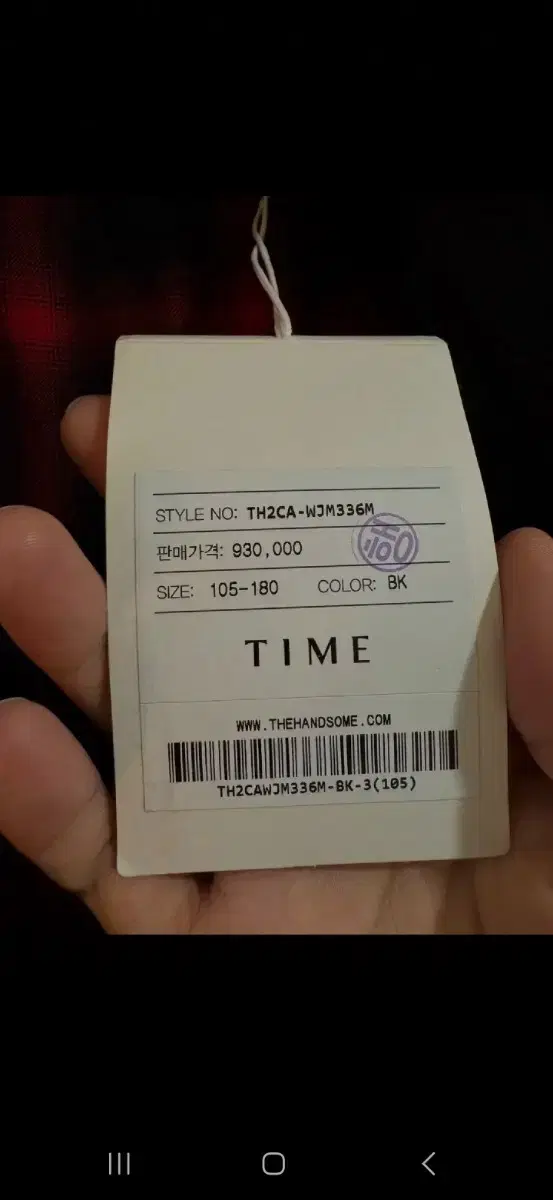 STYLE NO: TH2CA-WJM336M
판매가격: 930,000
SIZE: 105-180 COLOR: BK
TIME
WWW.THEHANDSOME.COM
TH2CAWJM336M-BK-3(105)